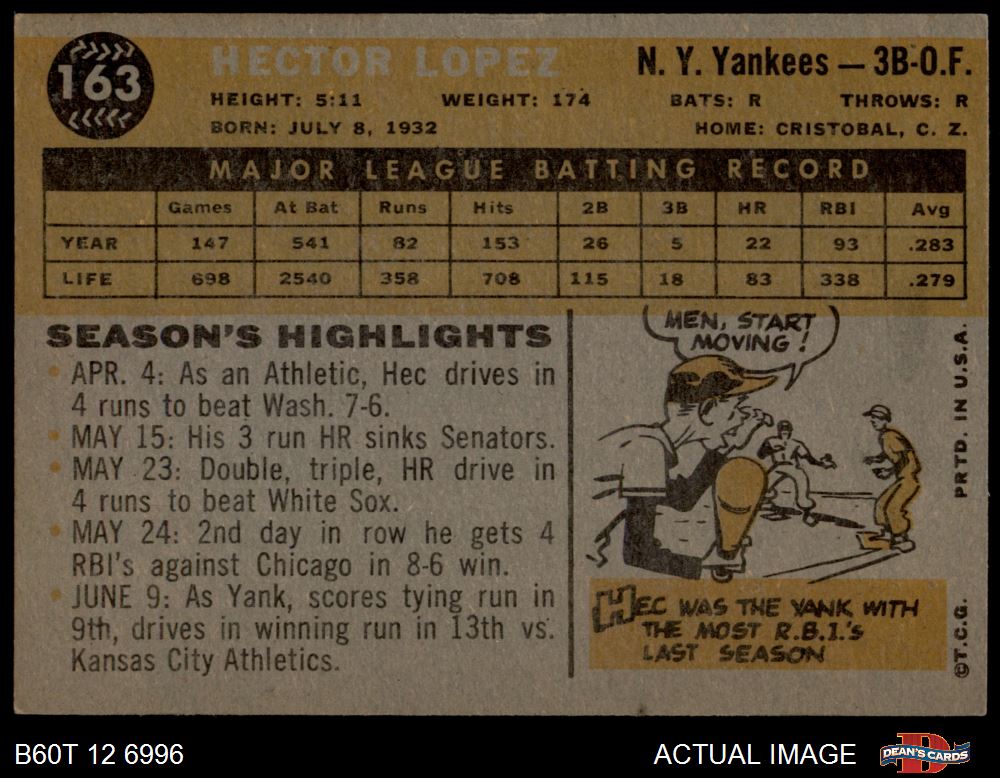 163
HECTOR LOPEZ
N. Y. Yankees — 3B-O.F.
HEIGHT: 5:11 WEIGHT: 174 BATS: R THROWS: R
BORN: JULY 8, 1932 HOME: CRISTOBAL, C. Z.
MAJOR LEAGUE BATTING RECORD
Games At Bat Runs Hits 2B 3B HR RBI Avg
YEAR 147 541 82 153 26 5 22 93 .283
LIFE 698 2540 358 708 115 18 83 338 .279
SEASON'S HIGHLIGHTS
• APR. 4: As an Athletic, Hec drives in
4 runs to beat Wash. 7-6.
• MAY 15: His 3 run HR sinks Senators.
• MAY 23: Double, triple, HR drive in
4 runs to beat White Sox.
• MAY 24: 2nd day in row he gets 4
RBI's against Chicago in 8-6 win.
• JUNE 9: As Yank, scores tying run in
9th, drives in winning run in 13th vs.
Kansas City Athletics.
MEN, START
MOVING!
HEC WAS THE YANK WITH
THE MOST R.B.I.'s
LAST SEASON
PRTD. IN U.S.A.
©T.C.G.
B60T 12 6996
ACTUAL IMAGE
DEAN'S CARDS